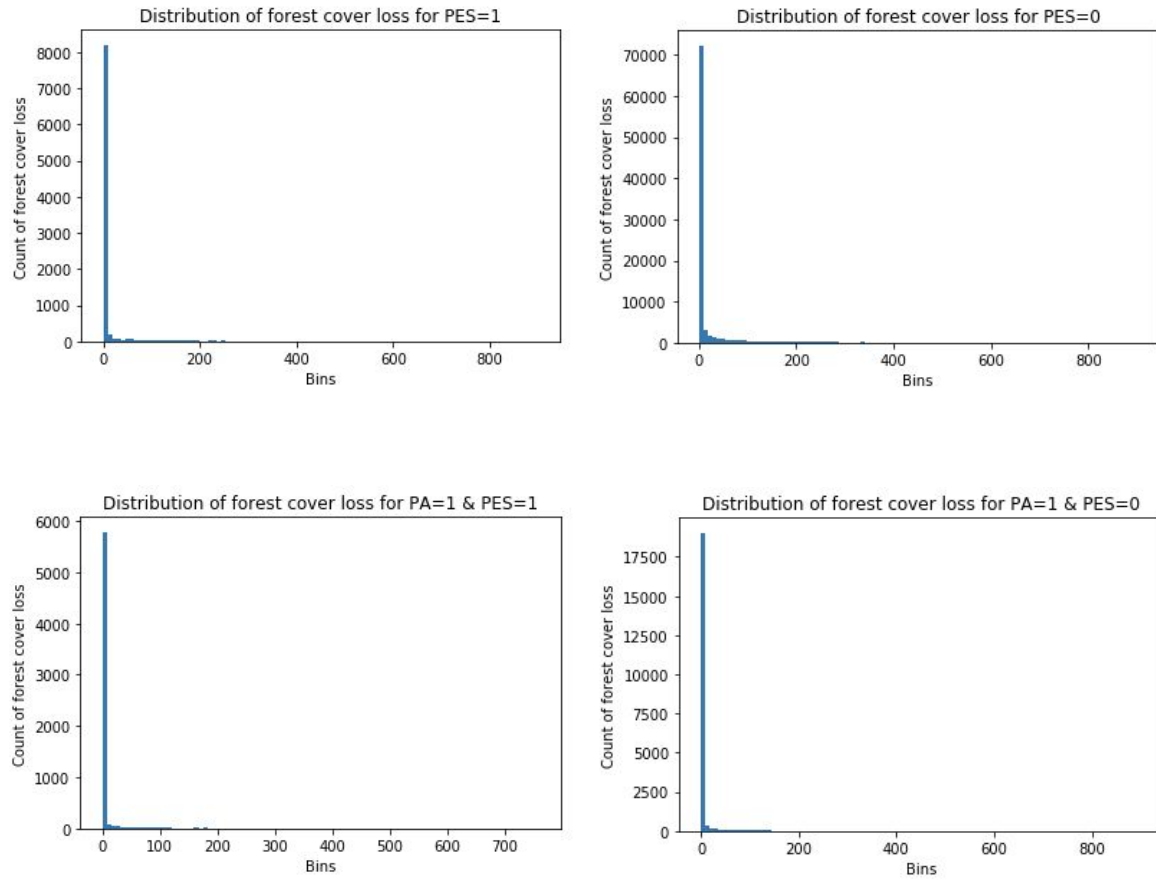 Distribution of forest cover loss for PES=1
Count of forest cover loss
8000
7000
6000
5000
4000
3000
2000
1000
0
0 200 400 600 800
Bins
Distribution of forest cover loss for PES=0
Count of forest cover loss
70000
60000
50000
40000
30000
20000
10000
0
0 200 400 600 800
Bins
Distribution of forest cover loss for PA=1 & PES=1
Count of forest cover loss
6000
5000
4000
3000
2000
1000
0
0 100 200 300 400 500 600 700
Bins
Distribution of forest cover loss for PA=1 & PES=0
Count of forest cover loss
17500
15000
12500
10000
7500
5000
2500
0
0 200 400 600 800
Bins